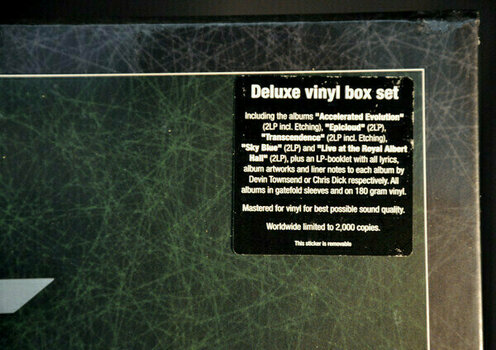 Deluxe vinyl box set
Including the albums "Accelerated Evolution"
(2LP incl. Etching), "Epicloud" (2LP),
"Transcendence" (2LP incl. Etching),
"Sky Blue" (2LP) and "Live at the Royal Albert
Hall" (2LP), plus an LP-booklet with all lyrics,
album artworks and liner notes to each album by
Devin Townsend or Chris Dick respectively. All
albums in gatefold sleeves and on 180 gram vinyl.
Mastered for vinyl for best possible sound quality.
Worldwide limited to 2,000 copies.
This sticker is removable